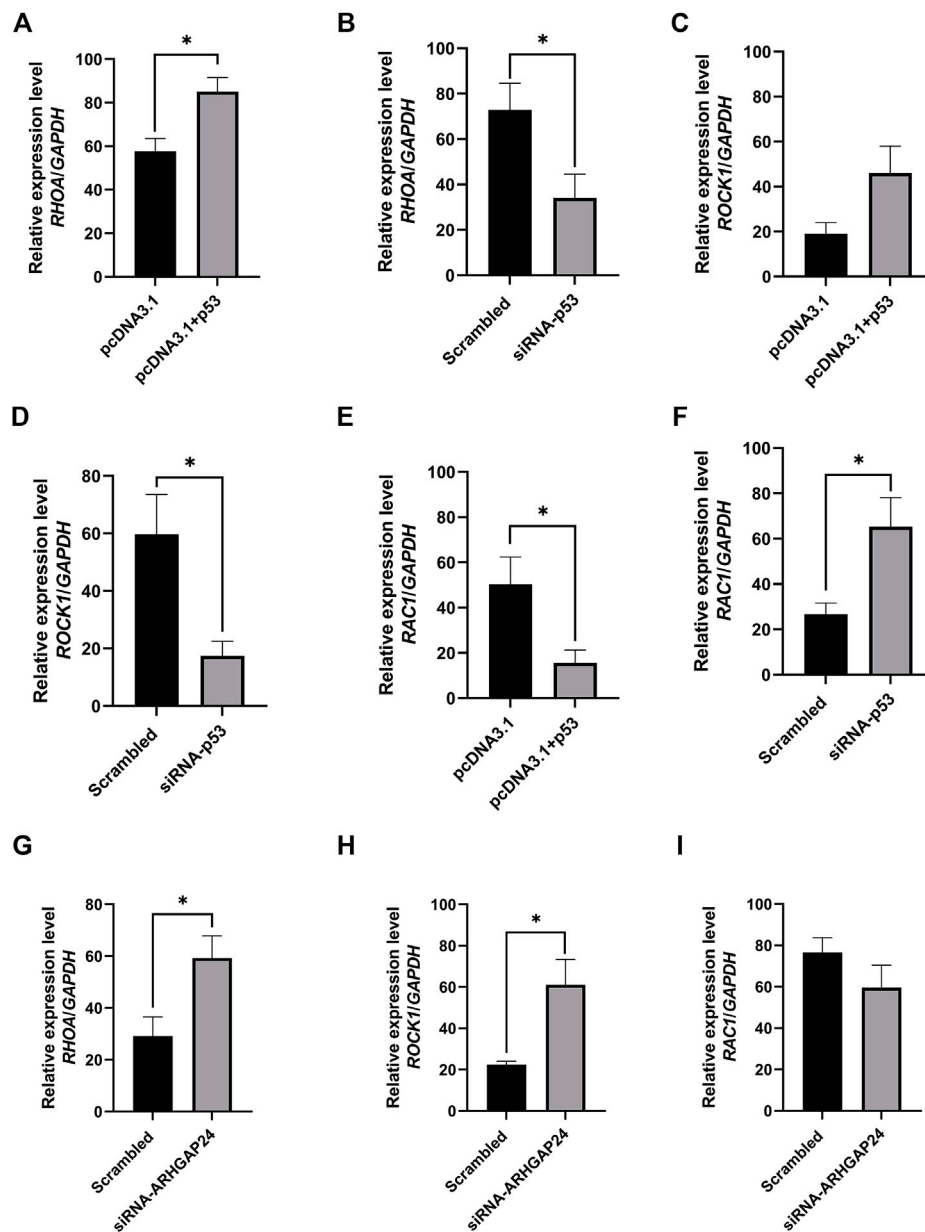 A
Relative expression level
RHOA/GAPDH
100
80
60
40
20
0
*
pcDNA3.1
pcDNA3.1+p53
B
Relative expression level
RHOA/GAPDH
100
80
60
40
20
0
*
Scrambled
siRNA-p53
C
Relative expression level
ROCK1/GAPDH
100
80
60
40
20
0
pcDNA3.1
pcDNA3.1+p53
D
Relative expression level
ROCK1/GAPDH
80
60
40
20
0
*
Scrambled
siRNA-p53
E
Relative expression level
RAC1/GAPDH
100
80
60
40
20
0
*
pcDNA3.1
pcDNA3.1+p53
F
Relative expression level
RAC1/GAPDH
100
80
60
40
20
0
*
Scrambled
siRNA-p53
G
Relative expression level
RHOA/GAPDH
80
60
40
20
0
*
Scrambled
siRNA-ARHGAP24
H
Relative expression level
ROCK1/GAPDH
100
80
60
40
20
0
*
Scrambled
siRNA-ARHGAP24
I
Relative expression level
RAC1/GAPDH
100
80
60
40
20
0
Scrambled
siRNA-ARHGAP24